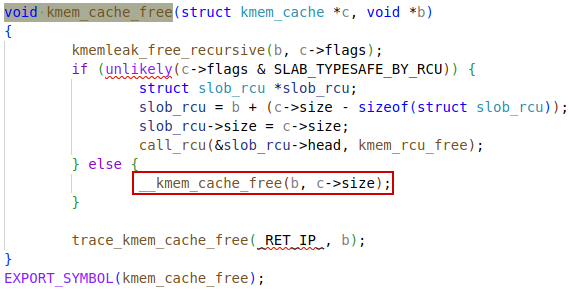 void kmem_cache_free(struct kmem_cache *c, void *b)
{
kmemleak_free_recursive(b, c->flags);
if (unlikely(c->flags & SLAB_TYPESAFE_BY_RCU)) {
struct slob_rcu *slob_rcu;
slob_rcu = b + (c->size - sizeof(struct slob_rcu));
slob_rcu->size = c->size;
call_rcu(&slob_rcu->head, kmem_rcu_free);
} else {
__kmem_cache_free(b, c->size);
}
trace_kmem_cache_free(_RET_IP_, b);
}
EXPORT_SYMBOL(kmem_cache_free);